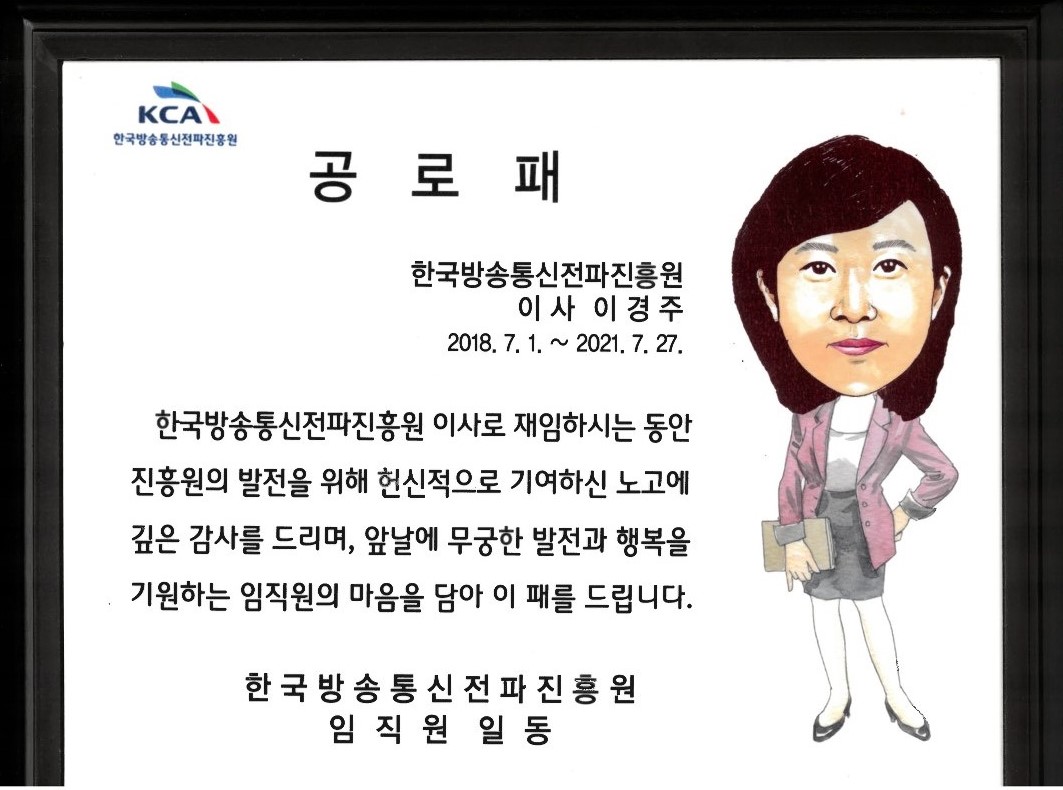 KCA
한국방송통신전파진흥원
공 로 패
한국방송통신전파진흥원
이 사 이 경 주
2018. 7. 1. ~ 2021. 7. 27.
한국방송통신전파진흥원 이사로 재임하시는 동안
진흥원의 발전을 위해 헌신적으로 기여하신 노고에
깊은 감사를 드리며, 앞날에 무궁한 발전과 행복을
기원하는 임직원의 마음을 담아 이 패를 드립니다.
한 국 방 송 통 신 전 파 진 흥 원
임 직 원 일 동